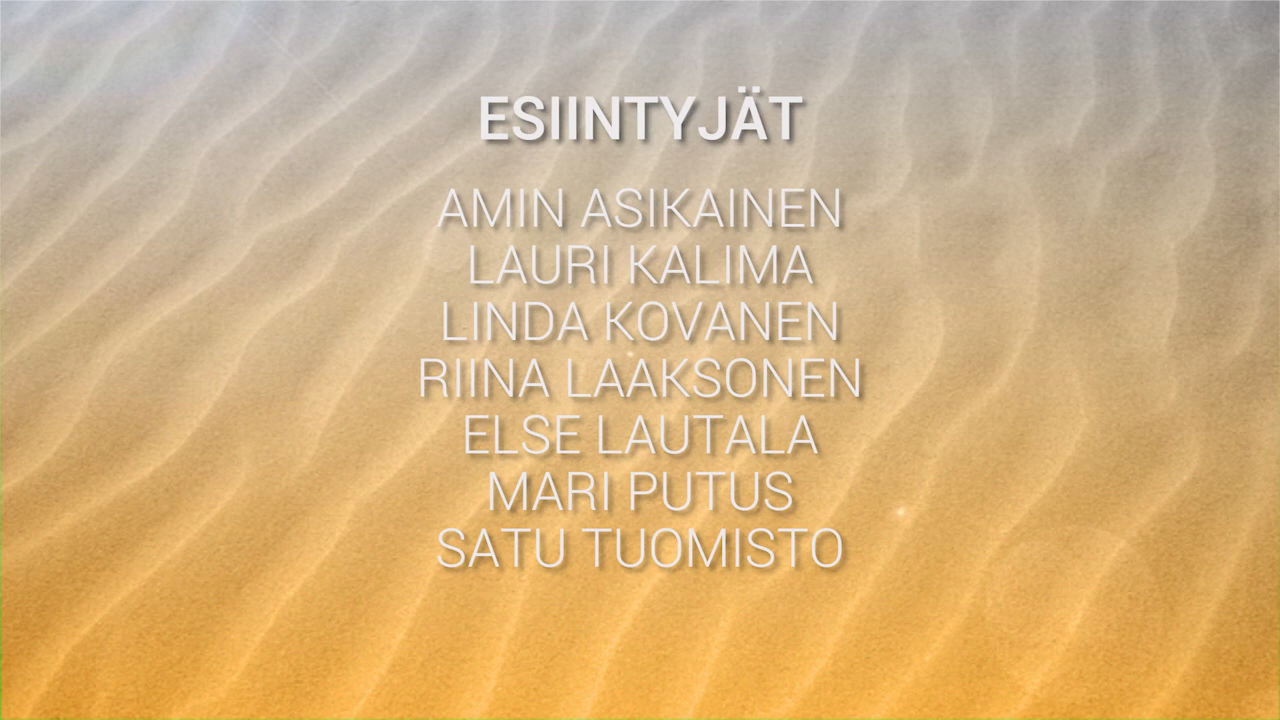 ESIINTYJÄT
AMIN ASIKAINEN
LAURI KALIMA
LINDA KOVANEN
RIINA LAAKSONEN
ELSE LAUTALA
MARI PUTUS
SATU TUOMISTO